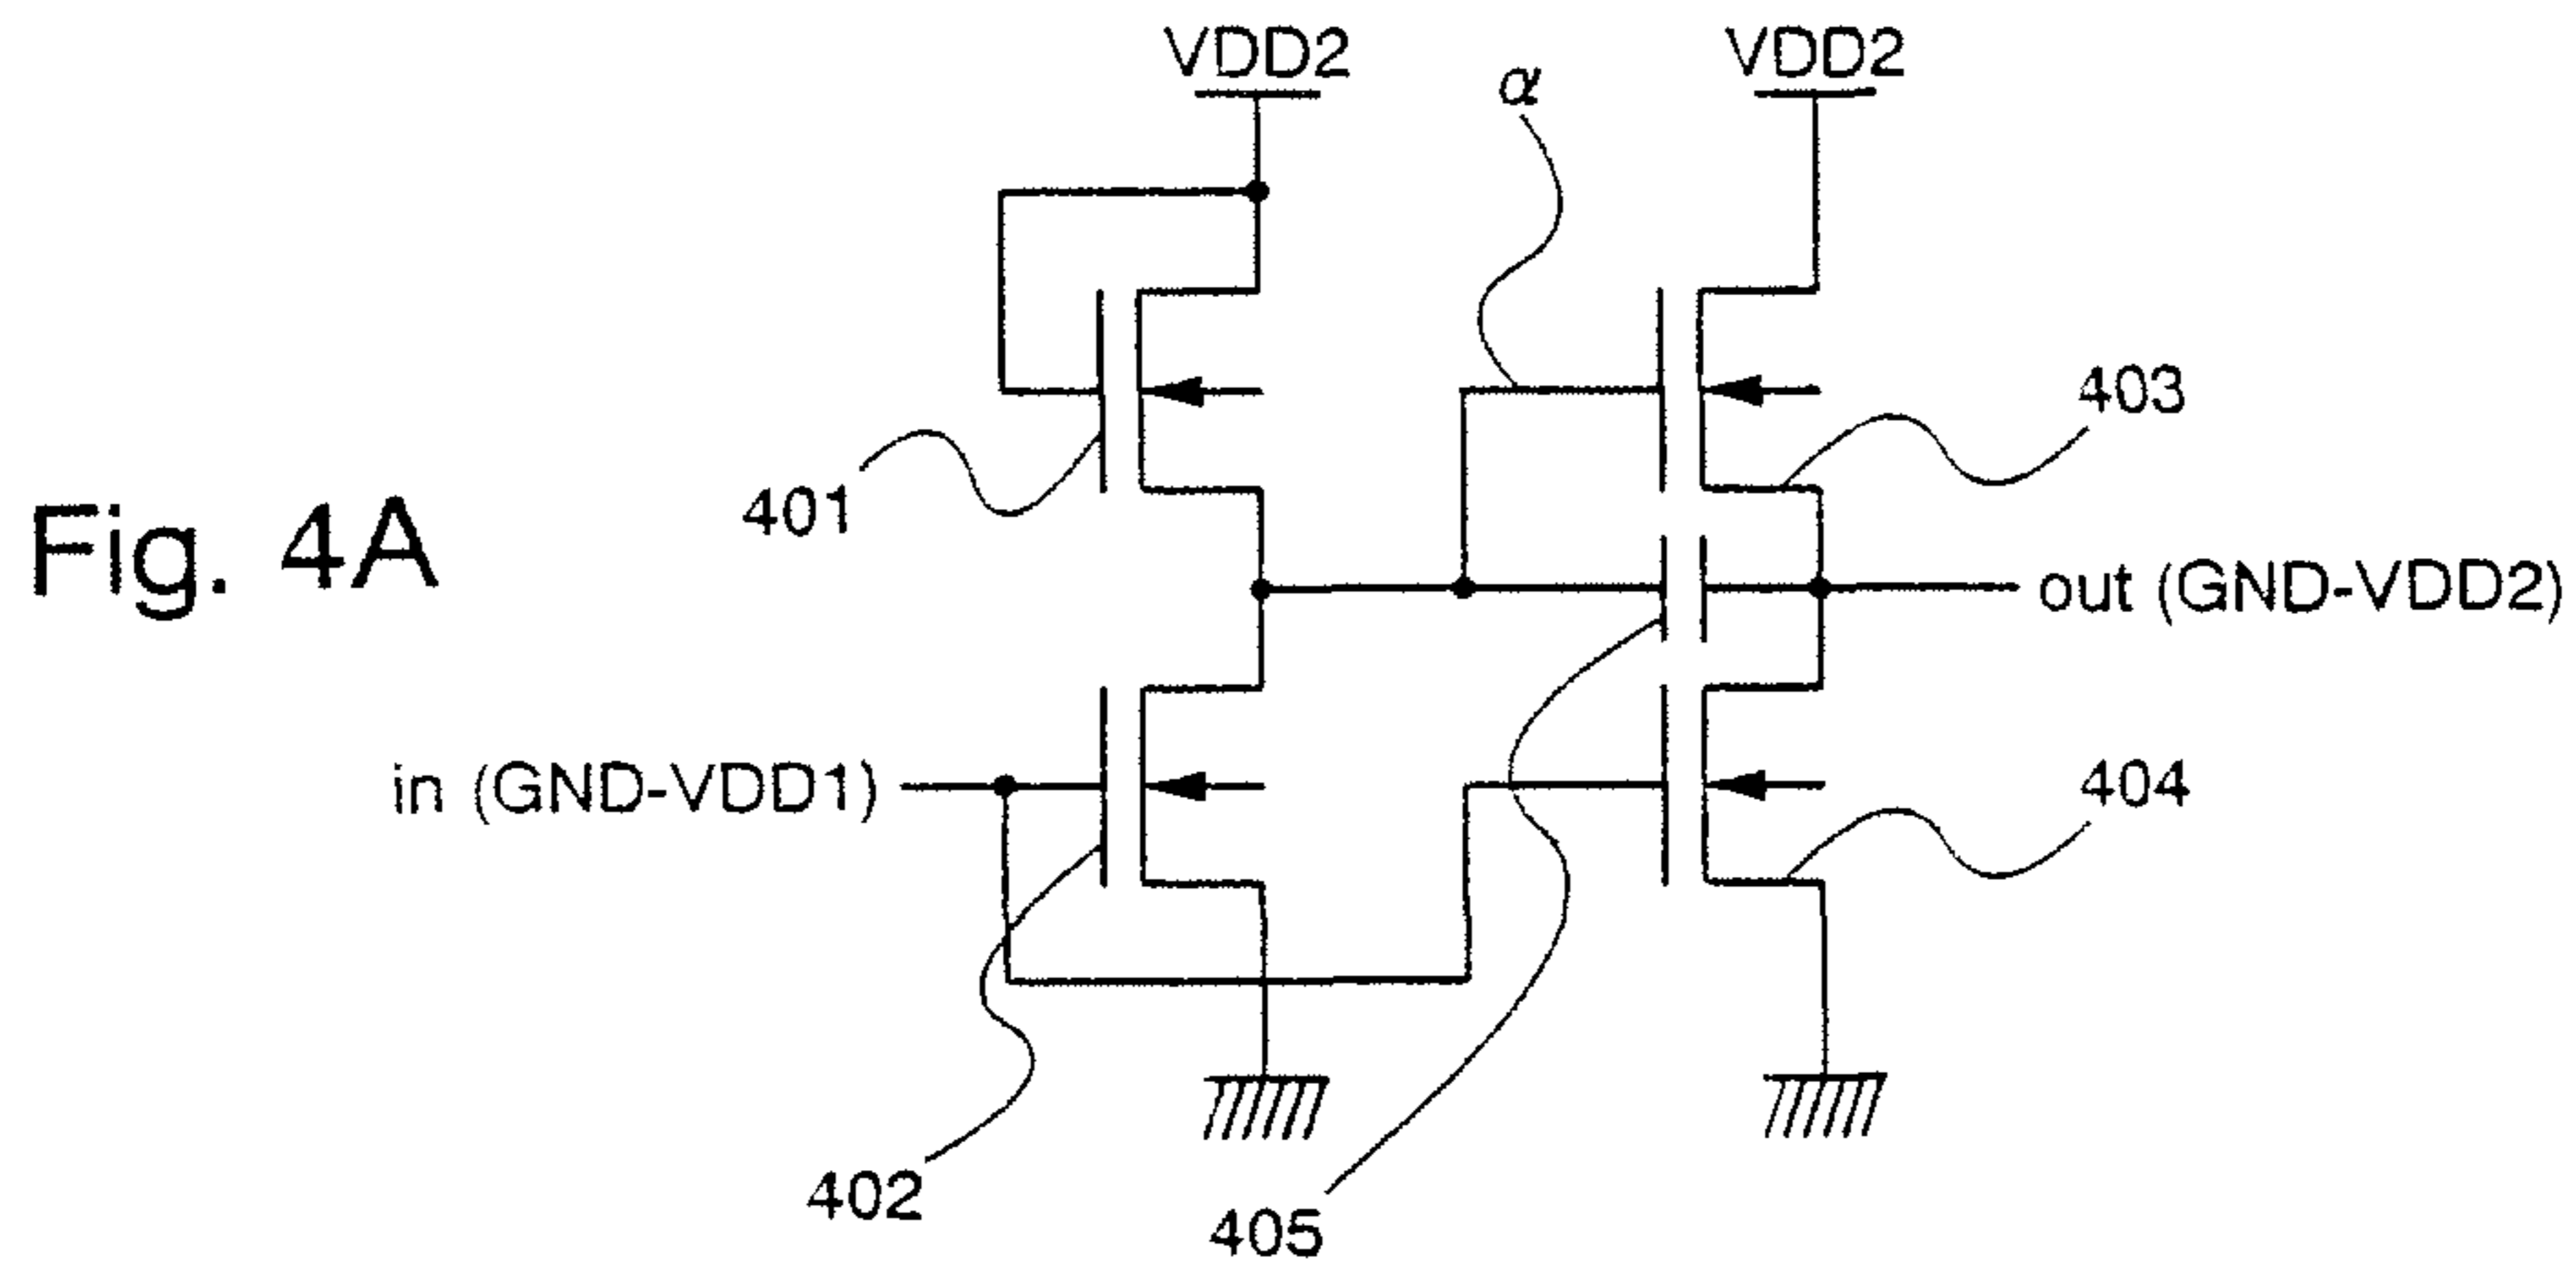 VDD2
VDD2
α
403
401
Fig. 4A
out (GND-VDD2)
in (GND-VDD1)
404
402
405